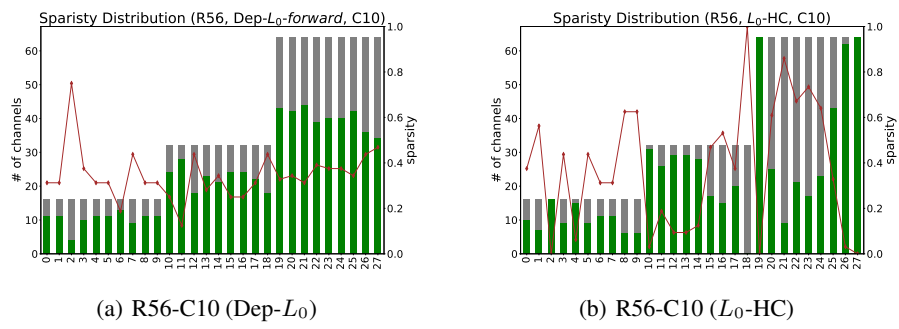 Sparisty Distribution (R56, Dep-L0-forward, C10)
# of channels
60
50
40
30
20
10
0
1.0
0.8
0.6
0.4
0.2
0.0
sparsity
0 1 2 3 4 5 6 7 8 9 10 11 12 13 14 15 16 17 18 19 20 21 22 23 24 25 26 27
(a) R56-C10 (Dep-L0)
Sparisty Distribution (R56, L0-HC, C10)
# of channels
60
50
40
30
20
10
0
1.0
0.8
0.6
0.4
0.2
0.0
sparsity
0 1 2 3 4 5 6 7 8 9 10 11 12 13 14 15 16 17 18 19 20 21 22 23 24 25 26 27
(b) R56-C10 (L0-HC)